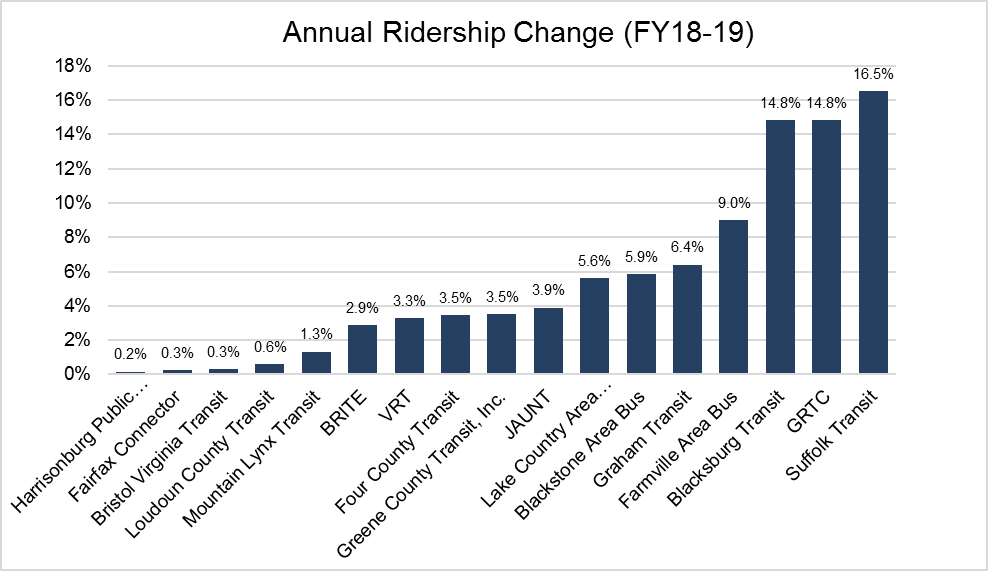 Annual Ridership Change (FY18-19)
18%
16%
14%
12%
10%
8%
6%
4%
2%
0%
0.2%
0.3%
0.3%
0.6%
1.3%
2.9%
3.3%
3.5%
3.5%
3.9%
5.6%
5.9%
6.4%
9.0%
14.8%
14.8%
16.5%
Harrisonburg Public…
Fairfax Connector
Bristol Virginia Transit
Loudoun County Transit
Mountain Lynx Transit
BRITE
VRT
Four County Transit
Greene County Transit, Inc.
JAUNT
Lake Country Area…
Blackstone Area Bus
Graham Transit
Farmville Area Bus
Blacksburg Transit
GRTC
Suffolk Transit